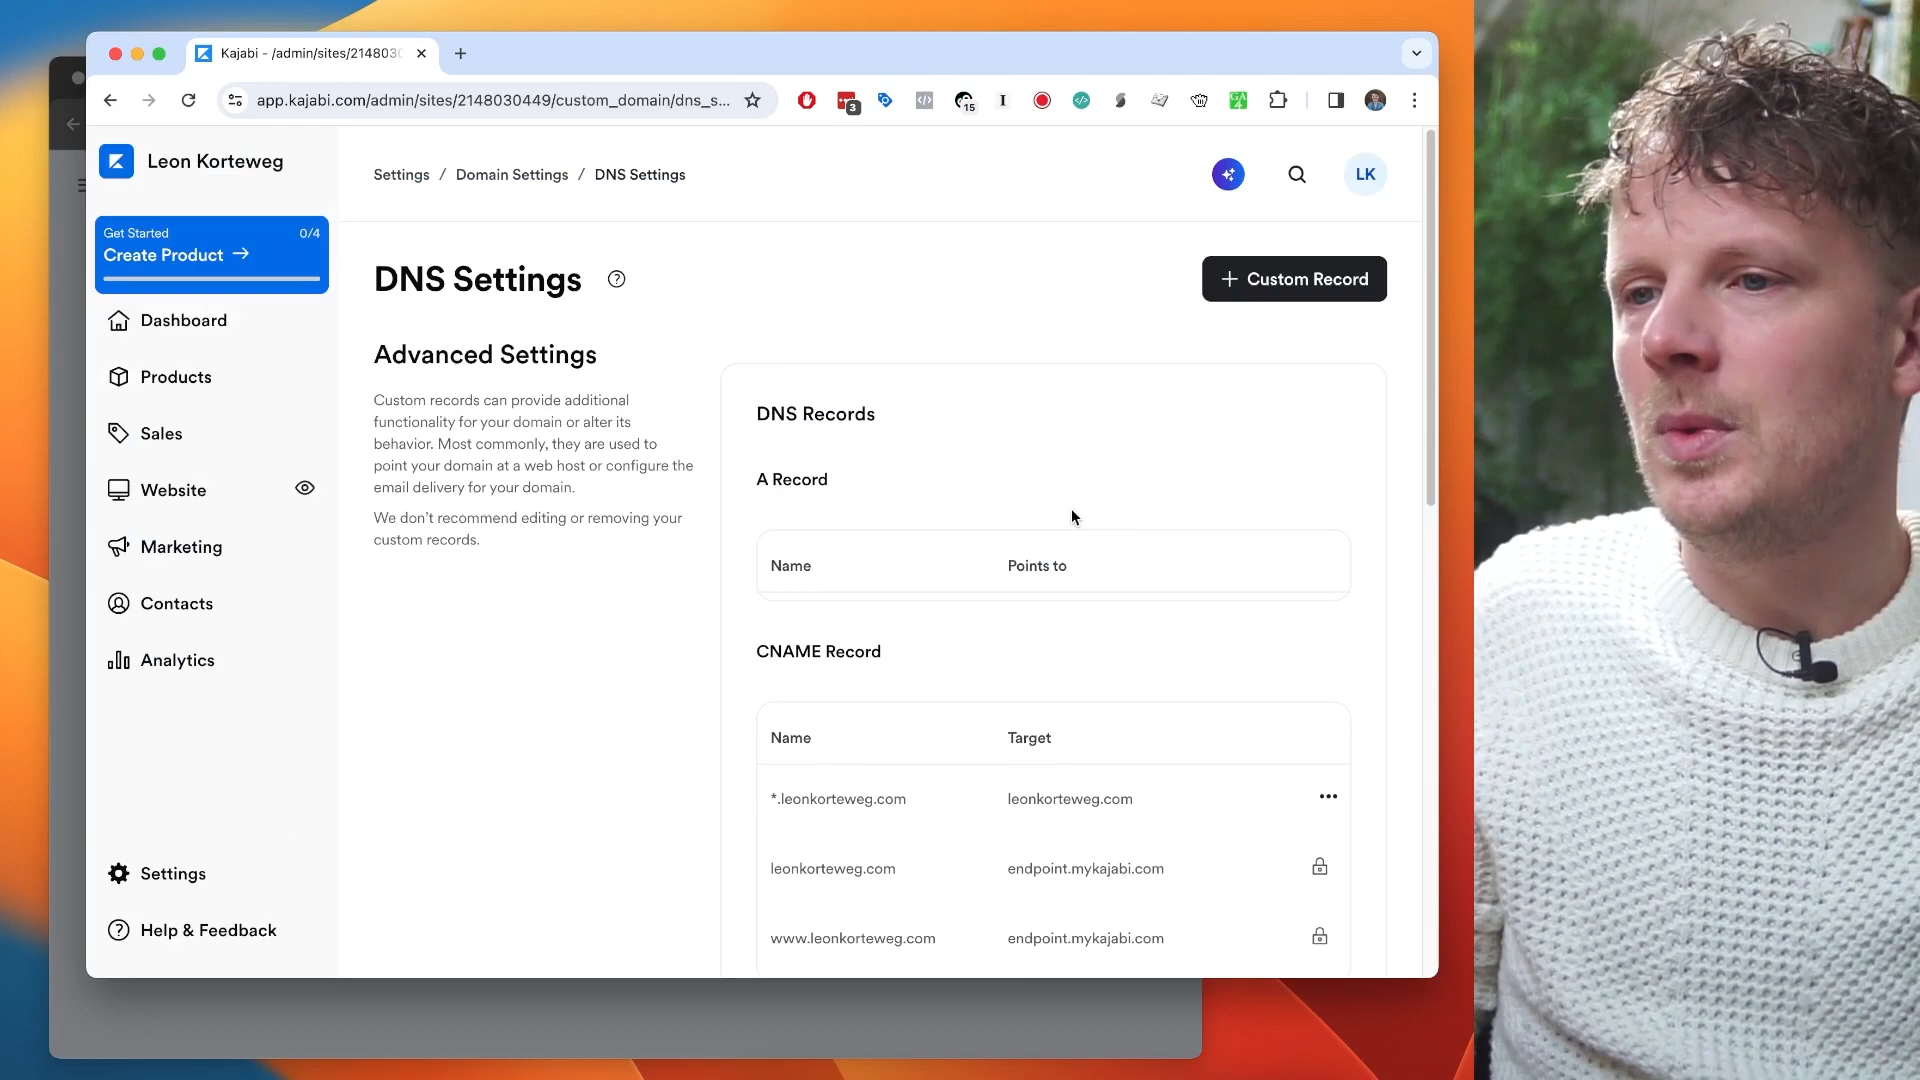 Kajabi - /admin/sites/214803
app.kajabi.com/admin/sites/2148030449/custom_domain/dns_s...
3
15
GA
4
Leon Korteweg
Settings / Domain Settings / DNS Settings
LK
Get Started 0/4
Create Product →
Dashboard
Products
Sales
Website
Marketing
Contacts
Analytics
Settings
Help & Feedback
DNS Settings
+ Custom Record
Advanced Settings
Custom records can provide additional
functionality for your domain or alter its
behavior. Most commonly, they are used to
point your domain at a web host or configure the
email delivery for your domain.
We don’t recommend editing or removing your
custom records.
DNS Records
A Record
Name Points to
CNAME Record
Name Target
*.leonkorteweg.com leonkorteweg.com
leonkorteweg.com endpoint.mykajabi.com
www.leonkorteweg.com endpoint.mykajabi.com